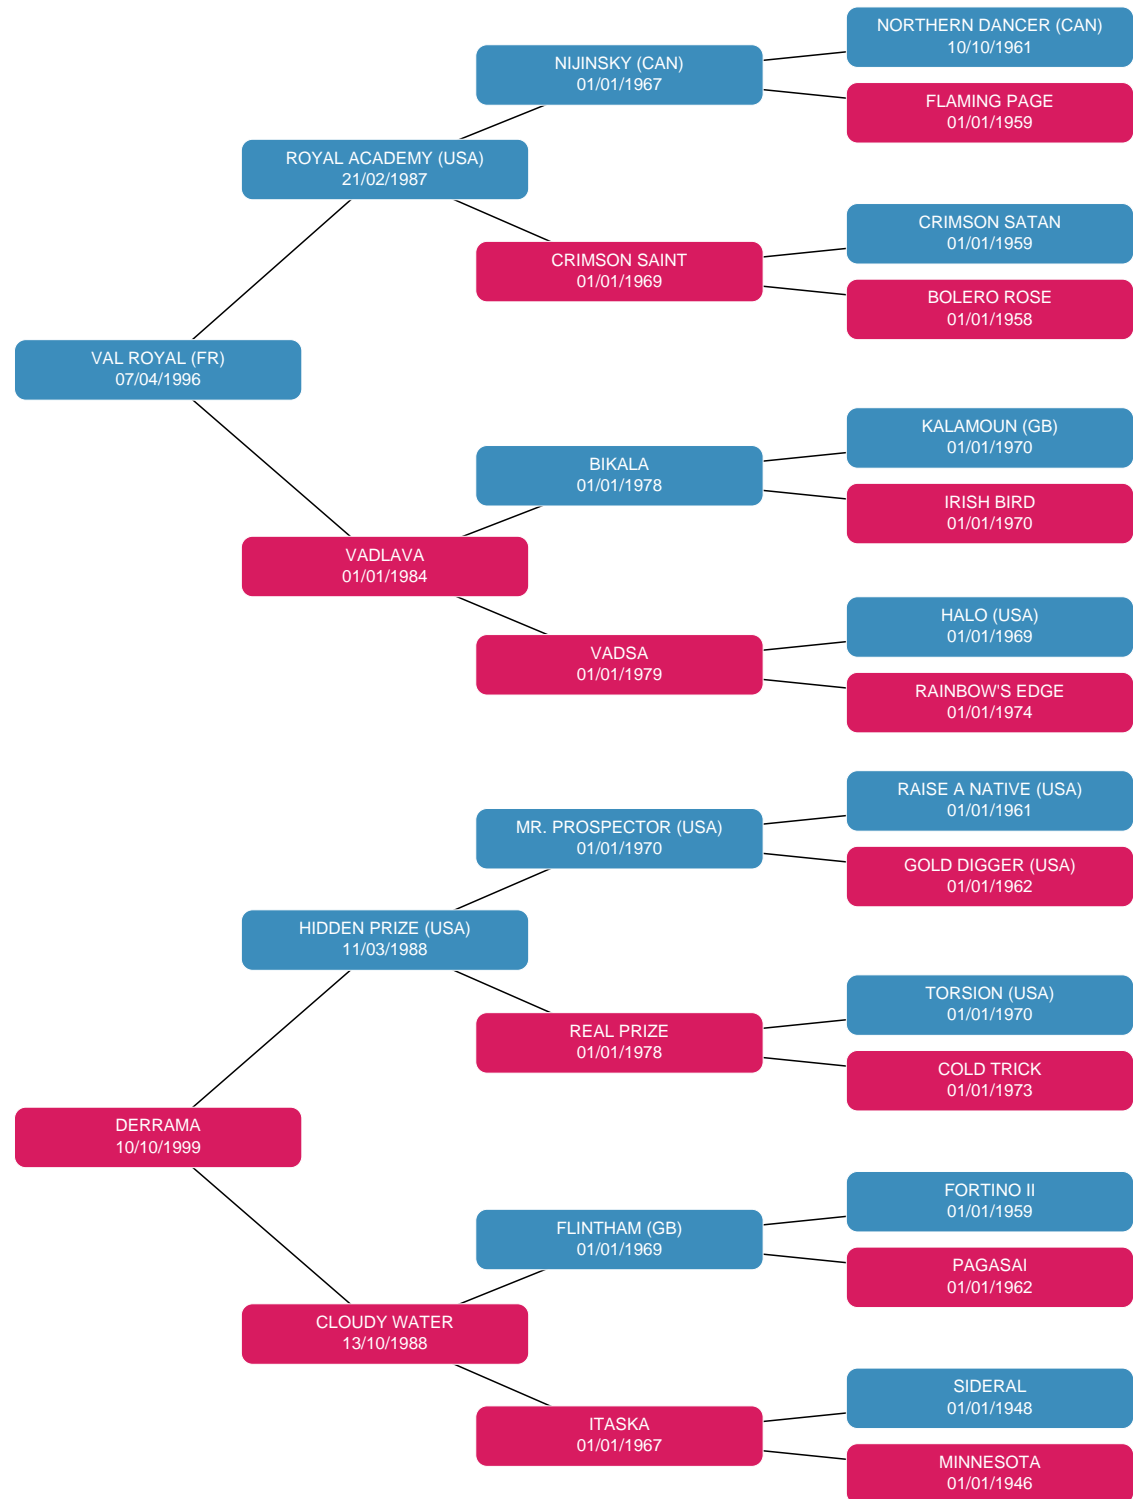 NORTHERN DANCER (CAN)
10/10/1961
NIJINSKY (CAN)
01/01/1967
FLAMING PAGE
01/01/1959
ROYAL ACADEMY (USA)
21/02/1987
CRIMSON SATAN
01/01/1959
CRIMSON SAINT
01/01/1969
BOLERO ROSE
01/01/1958
VAL ROYAL (FR)
07/04/1996
KALAMOUN (GB)
01/01/1970
BIKALA
01/01/1978
IRISH BIRD
01/01/1970
VADLAVA
01/01/1984
HALO (USA)
01/01/1969
VADSA
01/01/1979
RAINBOW'S EDGE
01/01/1974
RAISE A NATIVE (USA)
01/01/1961
MR. PROSPECTOR (USA)
01/01/1970
GOLD DIGGER (USA)
01/01/1962
HIDDEN PRIZE (USA)
11/03/1988
TORSION (USA)
01/01/1970
REAL PRIZE
01/01/1978
COLD TRICK
01/01/1973
DERRAMA
10/10/1999
FORTINO II
01/01/1959
FLINTHAM (GB)
01/01/1969
PAGASAI
01/01/1962
CLOUDY WATER
13/10/1988
SIDERAL
01/01/1948
ITASKA
01/01/1967
MINNESOTA
01/01/1946